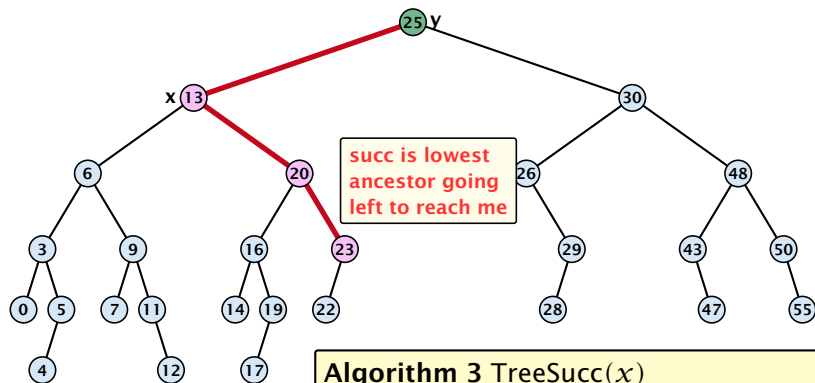 25 y
x 13 30
6 20 26 48
succ is lowest
ancestor going
left to reach me
3 9 16 23 29 43 50
0 5 7 11 14 19 22 28 47 55
4 12 17
Algorithm 3 TreeSucc(x)